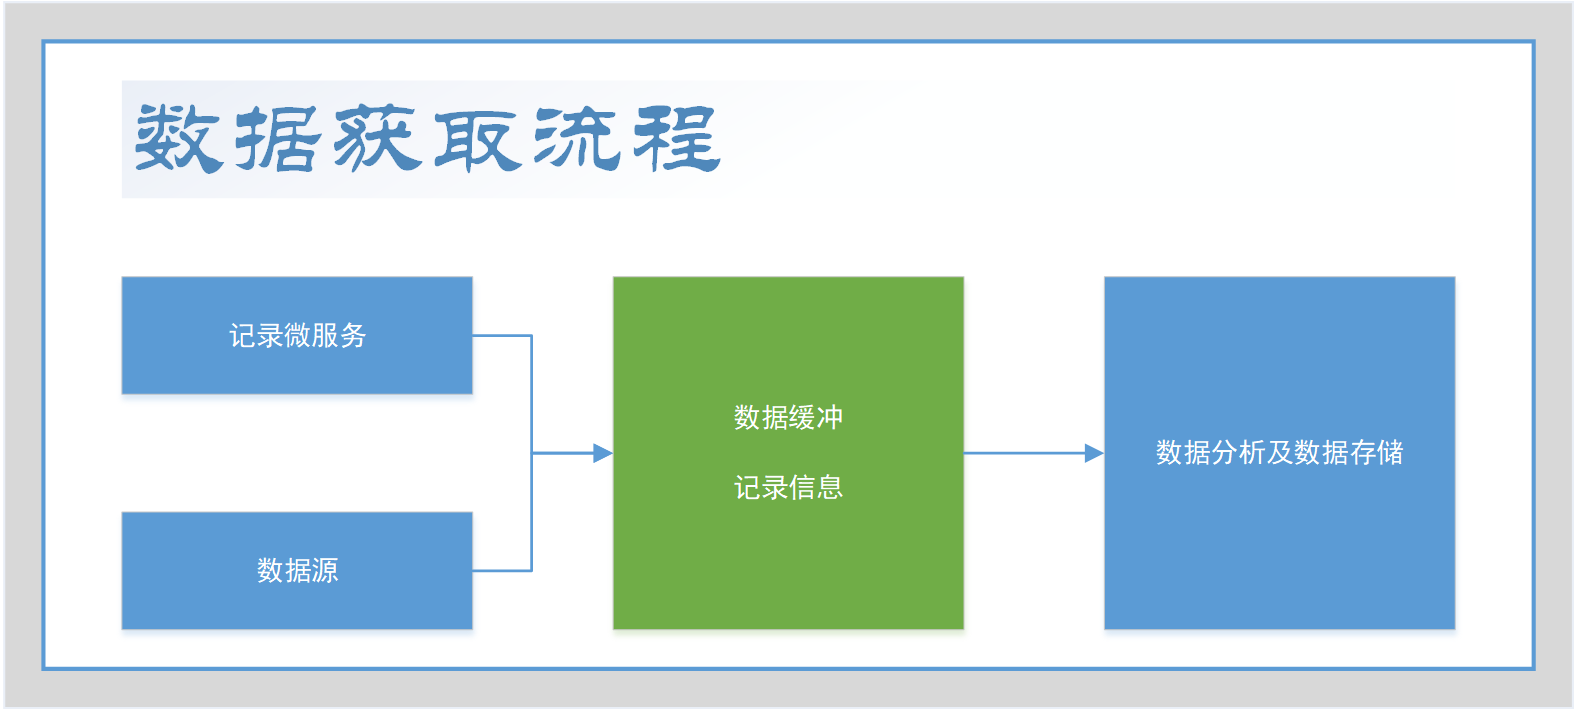 数据获取流程
记录微服务
数据源
数据缓冲
记录信息
数据分析及数据存储